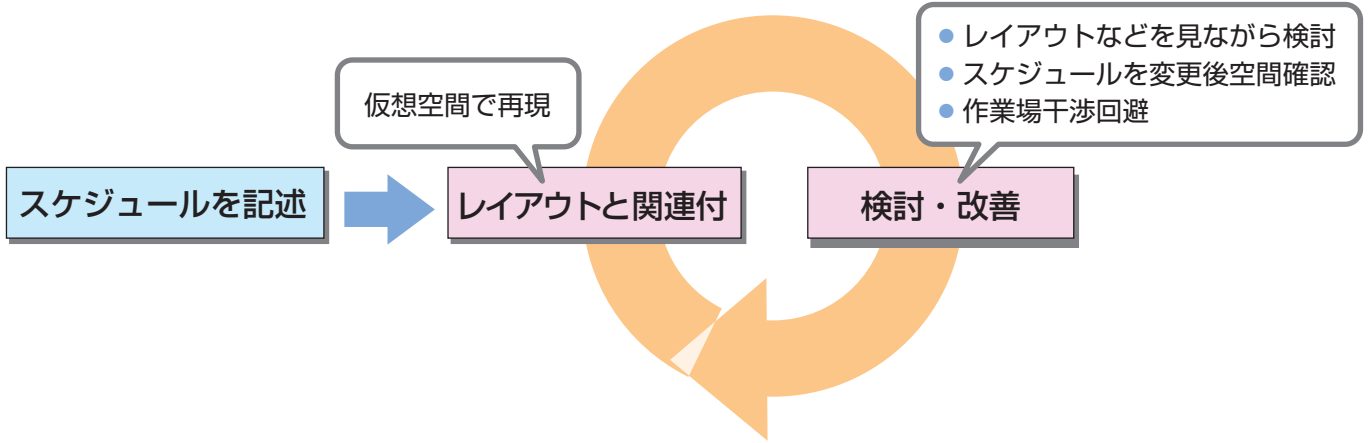 スケジュールを記述
仮想空間で再現
レイアウトと関連付
レイアウトなどを見ながら検討
スケジュールを変更後空間確認
作業場干渉回避
検討・改善